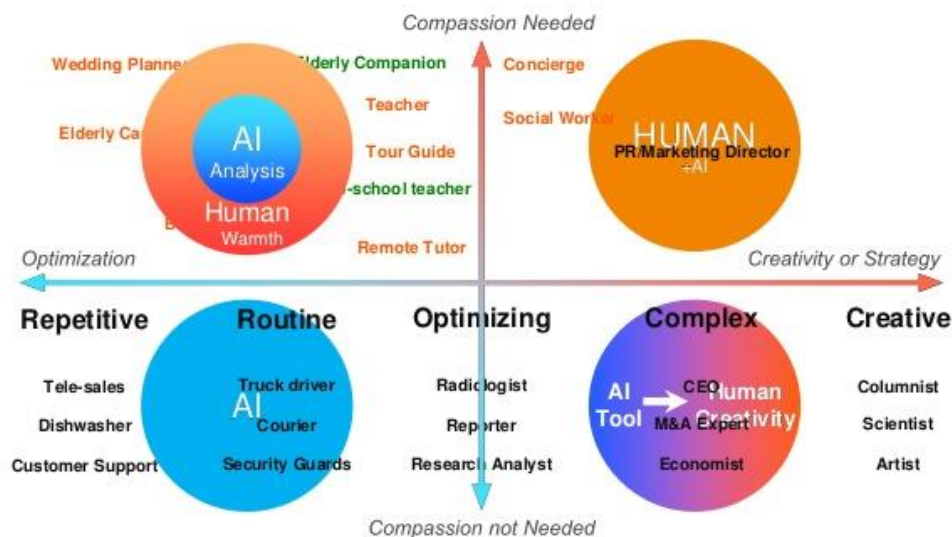 Compassion Needed
Wedding Planner
Elderly Companion
Concierge
Teacher
Social Worker
Elderly Ca
AI
Analysis
HUMAN
PR/Marketing Director
+AI
Tour Guide
-school teacher
Human
Warmth
Remote Tutor
Optimization
Creativity or Strategy
Repetitive
Routine
Optimizing
Complex
Creative
Tele-sales
Truck driver
Radiologist
CEO
Columnist
AI
AI
Tool
Human
Creativity
Dishwasher
Courier
Reporter
M&A Expert
Scientist
Customer Support
Security Guards
Research Analyst
Economist
Artist
Compassion not Needed